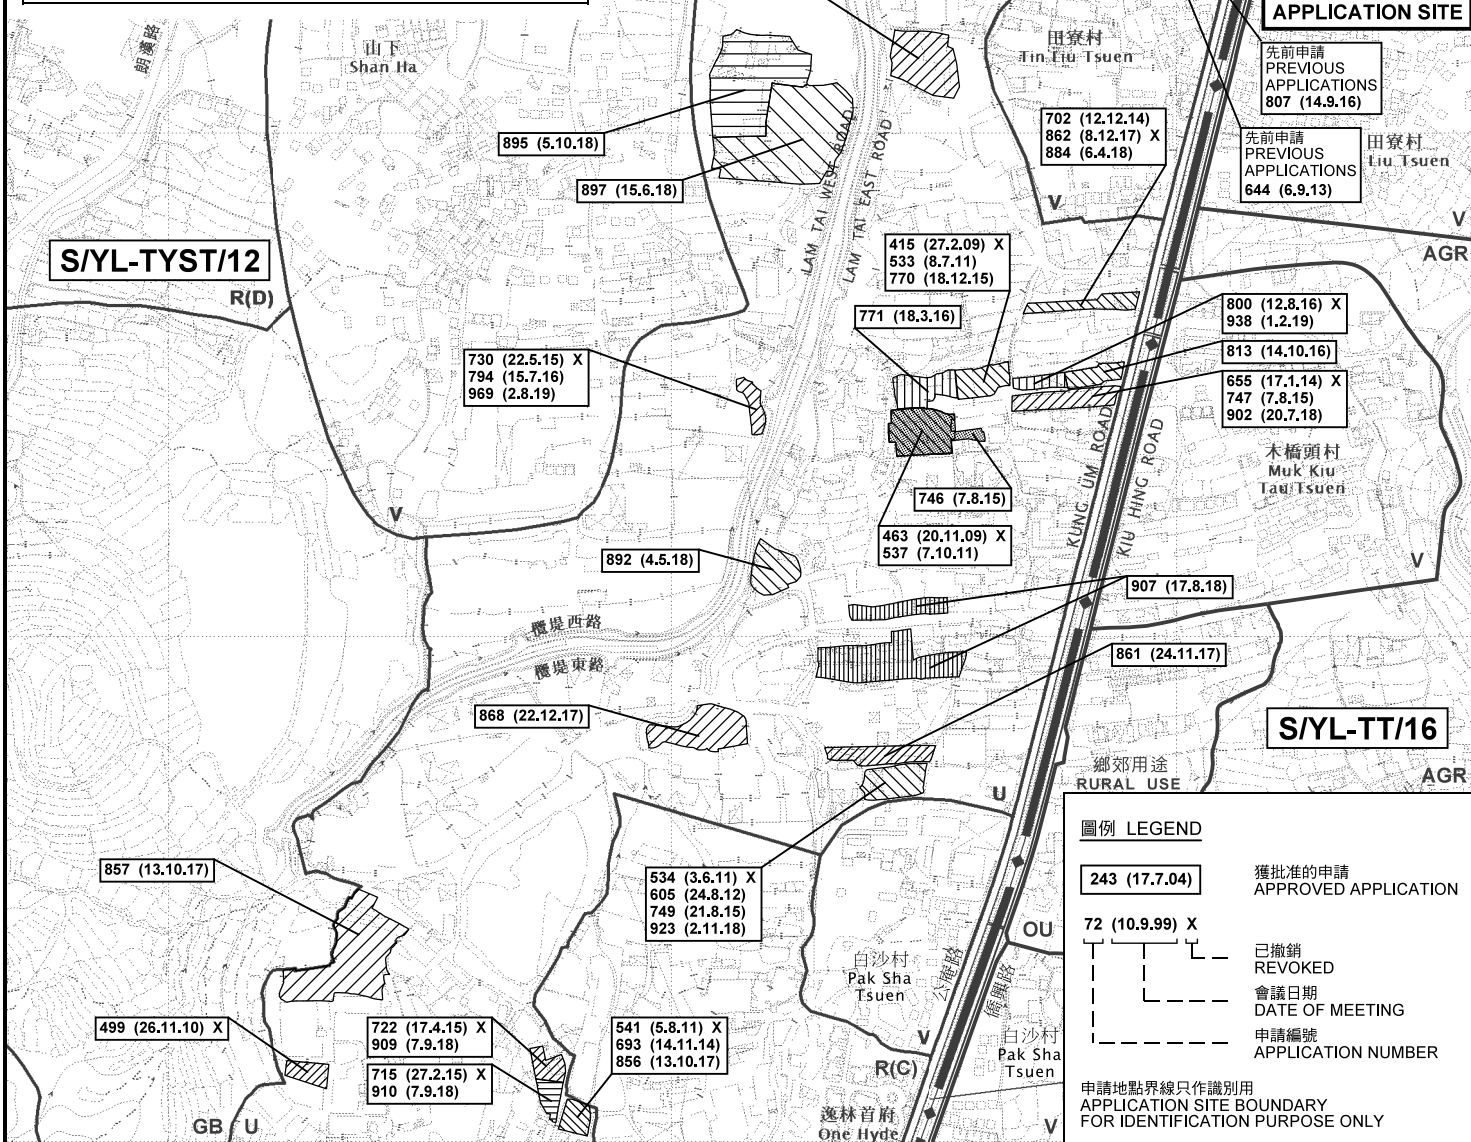 APPLICATION SITE
朗漢路
山下
Shan Ha
田寮村
Tin Liu Tsuen
先前申請
PREVIOUS
APPLICATIONS
807 (14.9.16)
702 (12.12.14)
862 (8.12.17) X
884 (6.4.18)
先前申請
PREVIOUS
APPLICATIONS
644 (6.9.13)
田寮村
Liu Tsuen
895 (5.10.18)
897 (15.6.18)
LAM TAI WEST ROAD
LAM TAI EAST ROAD
V
V
AGR
S/YL-TYST/12
R(D)
415 (27.2.09) X
533 (8.7.11)
770 (18.12.15)
771 (18.3.16)
800 (12.8.16) X
938 (1.2.19)
813 (14.10.16)
655 (17.1.14) X
747 (7.8.15)
902 (20.7.18)
730 (22.5.15) X
794 (15.7.16)
969 (2.8.19)
KUNG UM ROAD
KIU HING ROAD
木橋頭村
Muk Kiu
Tau Tsuen
746 (7.8.15)
V
463 (20.11.09) X
537 (7.10.11)
892 (4.5.18)
V
907 (17.8.18)
欖堤西路
欖堤東路
861 (24.11.17)
868 (22.12.17)
S/YL-TT/16
鄉郊用途
RURAL USE
AGR
U
圖例 LEGEND
243 (17.7.04)
獲批准的申請
APPROVED APPLICATION
72 (10.9.99) X
已撤銷
REVOKED
會議日期
DATE OF MEETING
申請編號
APPLICATION NUMBER
申請地點界線只作識別用
APPLICATION SITE BOUNDARY
FOR IDENTIFICATION PURPOSE ONLY
857 (13.10.17)
534 (3.6.11) X
605 (24.8.12)
749 (21.8.15)
923 (2.11.18)
OU
白沙村
Pak Sha
Tsuen
公庵路
僑興路
499 (26.11.10) X
722 (17.4.15) X
909 (7.9.18)
541 (5.8.11) X
693 (14.11.14)
856 (13.10.17)
715 (27.2.15) X
910 (7.9.18)
V
白沙村
Pak Sha
Tsuen
R(C)
逸林首府
One Hyde
GB
U
V